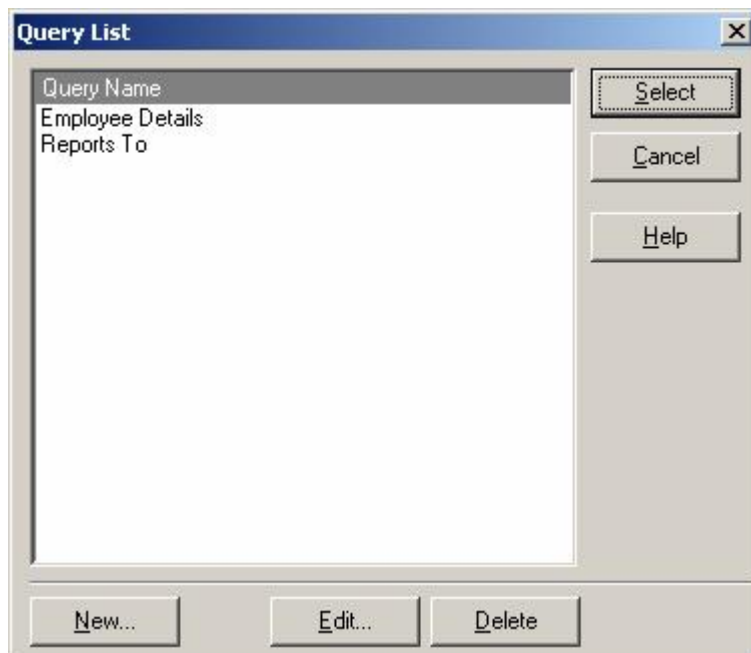 Query List
Query Name
Employee Details
Reports To
Select
Cancel
Help
New...
Edit...
Delete